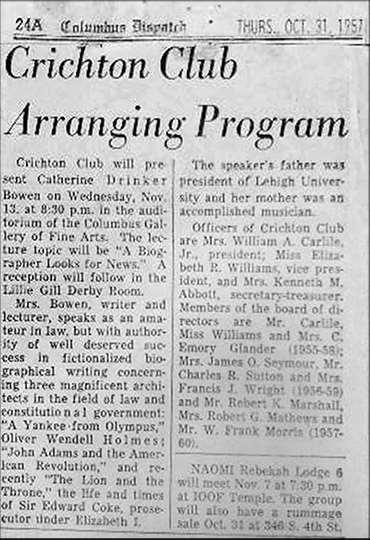 24A Columbus Dispatch THURS., OCT. 31, 1957
Crichton Club
Arranging Program
Crichton Club will pre-
sent Catherine Drinker
Bowen on Wednesday, Nov.
13, at 8:30 p.m. in the audi-
torium of the Columbus Gal-
lery of Fine Arts. The lec-
ture topic will be "A Biog-
rapher Looks for News." A
reception will follow in the
Lillie Gill Derby Room.
Mrs. Bowen, writer and
lecturer, speaks as an ama-
teur in law, but with author-
ity of well deserved suc-
cess in fictionalized bio-
graphical writing concern-
ing three magnificent archi-
tects in the field of law and
constitutional government:
"A Yankee from Olympus,"
Oliver Wendell Holmes;
"John Adams and the Amer-
ican Revolution," and re-
cently "The Lion and the
Throne," the life and times
of Sir Edward Coke, prose-
cutor under Elizabeth I.
The speaker's father was
president of Lehigh Univer-
sity and her mother was an
accomplished musician.
Officers of Crichton Club
are Mrs. William A. Carlile,
Jr., president; Miss Eliza-
beth R. Williams, vice pres-
ident, and Mrs. Kenneth M.
Abbott, secretary-treasurer.
Members of the board of di-
rectors are Mr. Carlile,
Miss Williams and Mrs. C.
Emory Glander (1955-58);
Mrs. James O. Seymour, Mr.
Charles R. Sutton and Mrs.
Francis J. Wright (1956-59)
and Mr. Robert K. Marshall,
Mrs. Robert G. Mathews and
Mr. W. Frank Morris (1957-
60).
NAOMI Rebekah Lodge 6
will meet Nov. 7 at 7:30 p.m.
at IOOF Temple. The group
will also have a rummage
sale Oct. 31 at 346 S. 4th St.